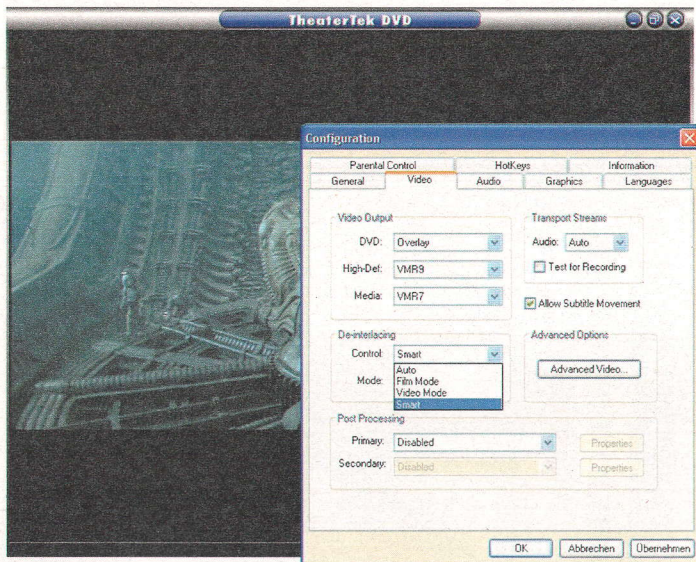 TheaterTek DVD
Configuration
Parental Control HotKeys Information
General Video Audio Graphics Languages
Video Output
DVD: Overlay
High-Def: VMR9
Media: VMR7
Transport Streams
Audio: Auto
Test for Recording
Allow Subtitle Movement
De-interlacing
Control: Smart
Auto
Film Mode
Video Mode
Smart
Mode:
Advanced Options
Advanced Video...
Post Processing
Primary: Disabled Properties
Secondary: Disabled Properties
OK Abbrechen Übernehmen